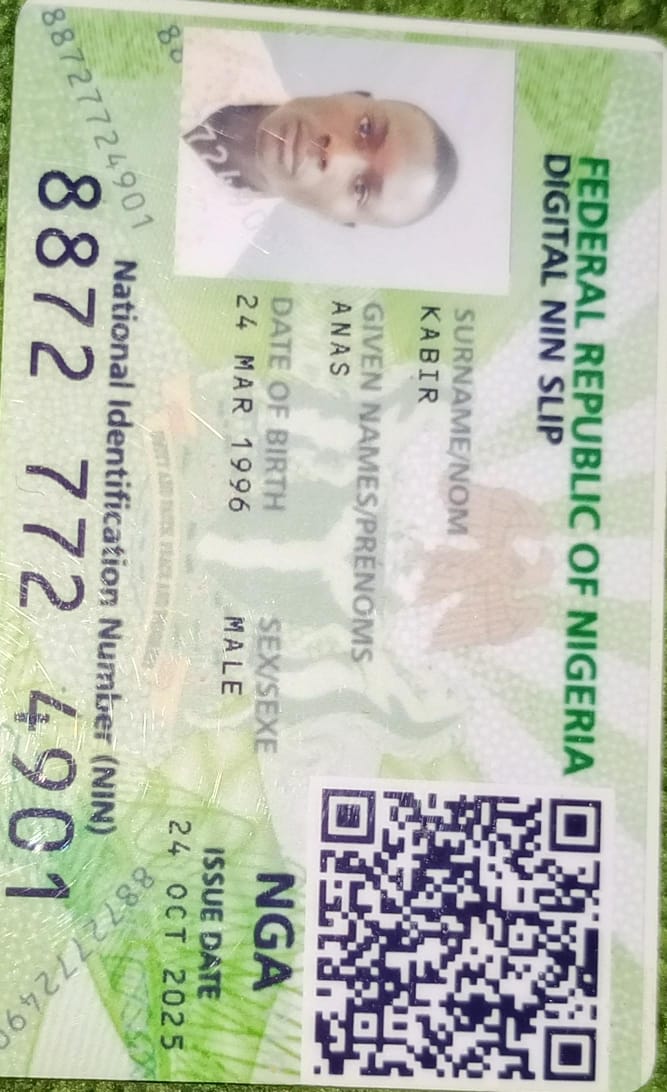 FEDERAL REPUBLIC OF NIGERIA
DIGITAL NIN SLIP
SURNAME/NOM
KABIR
GIVEN NAMES/PRÉNOMS
ANAS
DATE OF BIRTH
24 MAR 1996
SEX/SEXE
MALE
NGA
ISSUE DATE
24 OCT 2025
National Identification Number (NIN)
8872 772 4901
88727724901